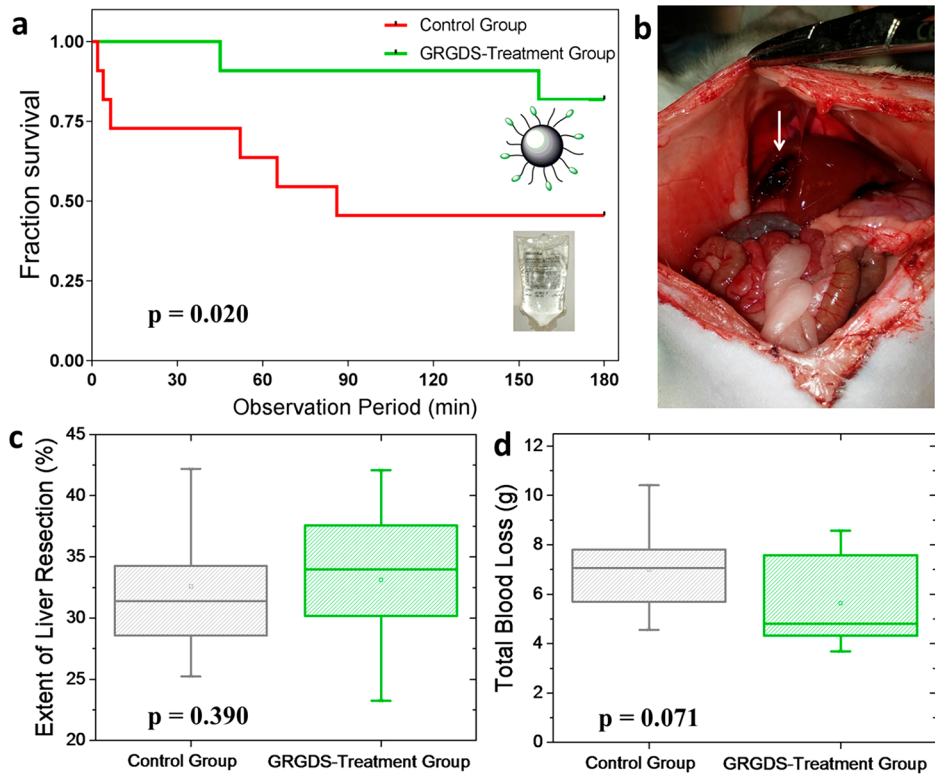 a
Control Group
GRGDS-Treatment Group
1.00
0.75
0.50
0.25
0.00
Fraction survival
p = 0.020
0
30
60
90
120
150
180
Observation Period (min)
b
c
45
40
35
30
25
20
Extent of Liver Resection (%)
p = 0.390
Control Group
GRGDS-Treatment Group
d
12
10
8
6
4
2
0
Total Blood Loss (g)
p = 0.071
Control Group
GRGDS-Treatment Group